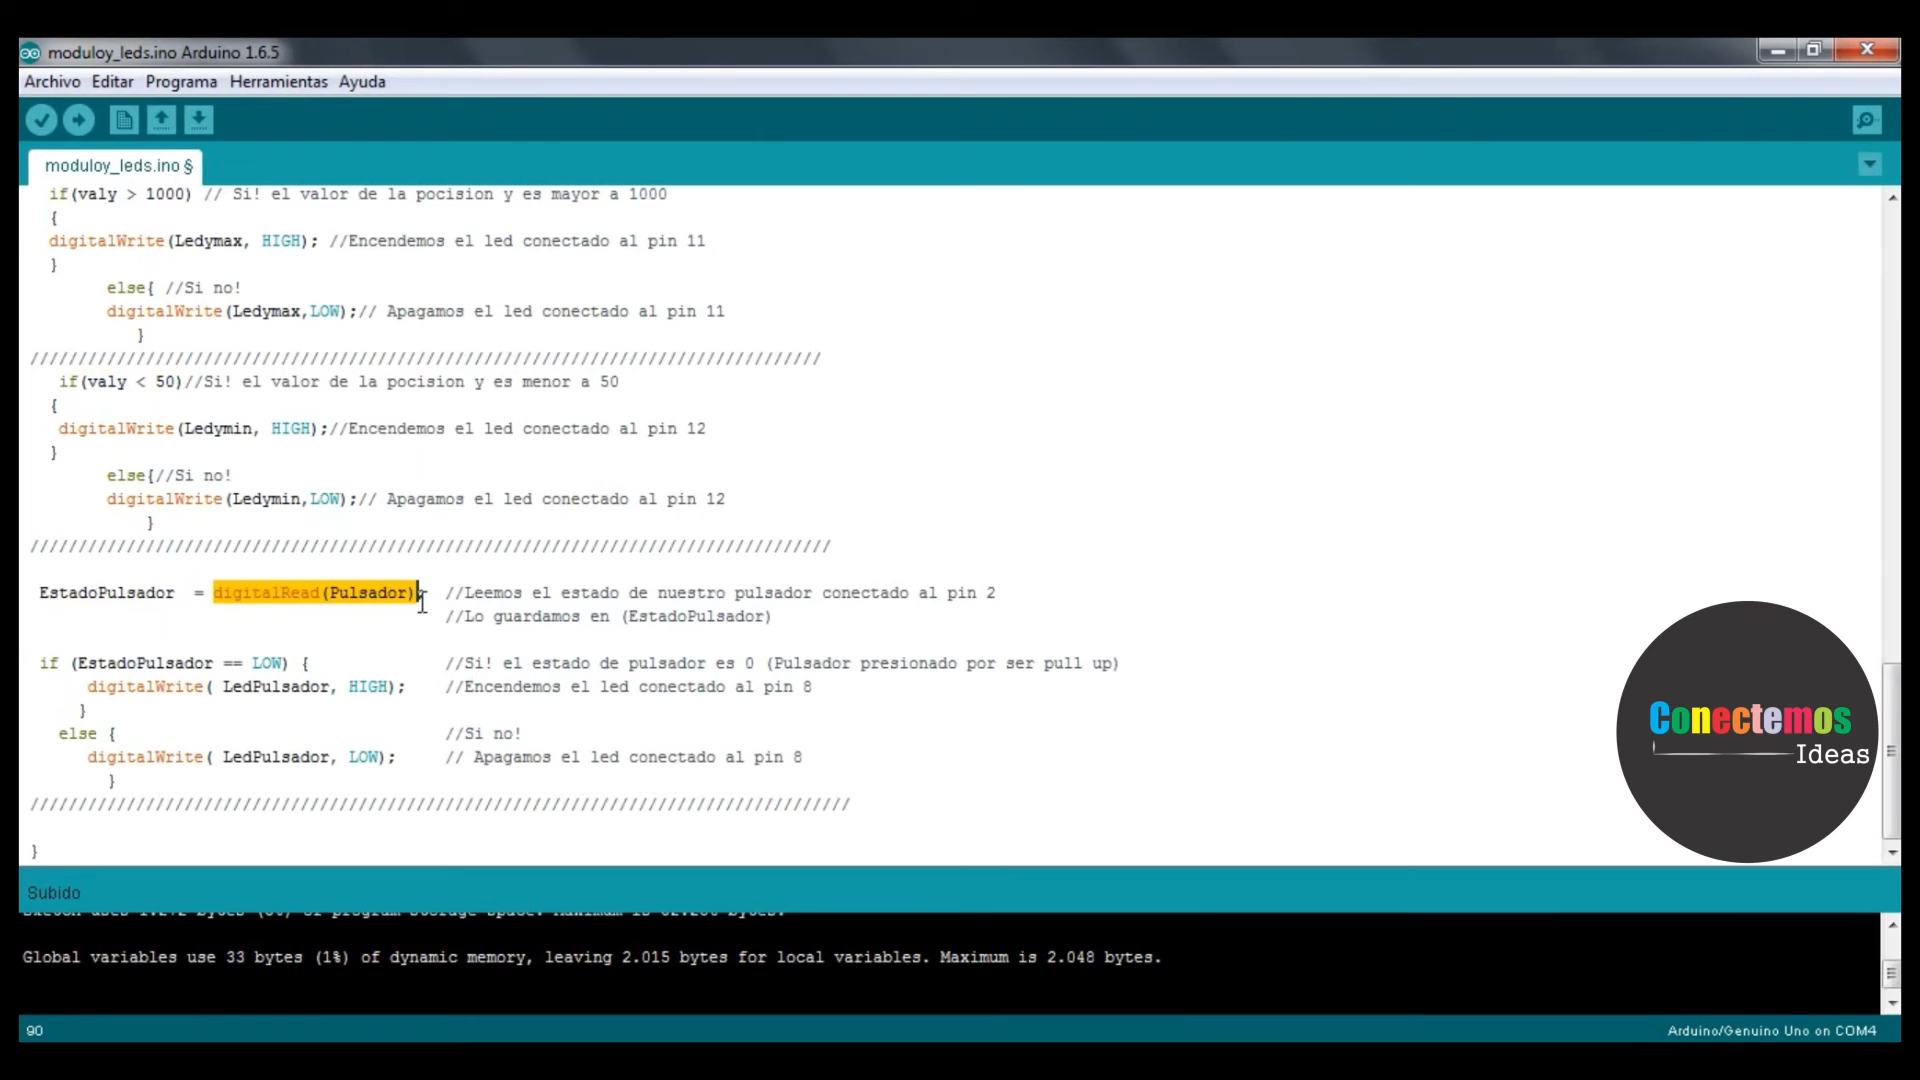 moduloy_leds.ino Arduino 1.6.5
Archivo Editar Programa Herramientas Ayuda
moduloy_leds.ino §
if(valy > 1000) // Si! el valor de la pocision y es mayor a 1000
{
digitalWrite(Ledymax, HIGH); //Encendemos el led conectado al pin 11
}
else{ //Si no!
digitalWrite(Ledymax,LOW);// Apagamos el led conectado al pin 11
}
//////////////////////////////////////////////////////////////////////////////////
if(valy < 50)//Si! el valor de la pocision y es menor a 50
{
digitalWrite(Ledymin, HIGH);//Encendemos el led conectado al pin 12
}
else{//Si no!
digitalWrite(Ledymin,LOW);// Apagamos el led conectado al pin 12
}
///////////////////////////////////////////////////////////////////////////////////
EstadoPulsador = digitalRead(Pulsador); //Leemos el estado de nuestro pulsador conectado al pin 2
//Lo guardamos en (EstadoPulsador)
if (EstadoPulsador == LOW) { //Si! el estado de pulsador es 0 (Pulsador presionado por ser pull up)
digitalWrite( LedPulsador, HIGH); //Encendemos el led conectado al pin 8
}
else { //Si no!
digitalWrite( LedPulsador, LOW); // Apagamos el led conectado al pin 8
}
/////////////////////////////////////////////////////////////////////////////////////
}
Conectemos
Ideas
Subido
Global variables use 33 bytes (1%) of dynamic memory, leaving 2.015 bytes for local variables. Maximum is 2.048 bytes.
90
Arduino/Genuino Uno on COM4